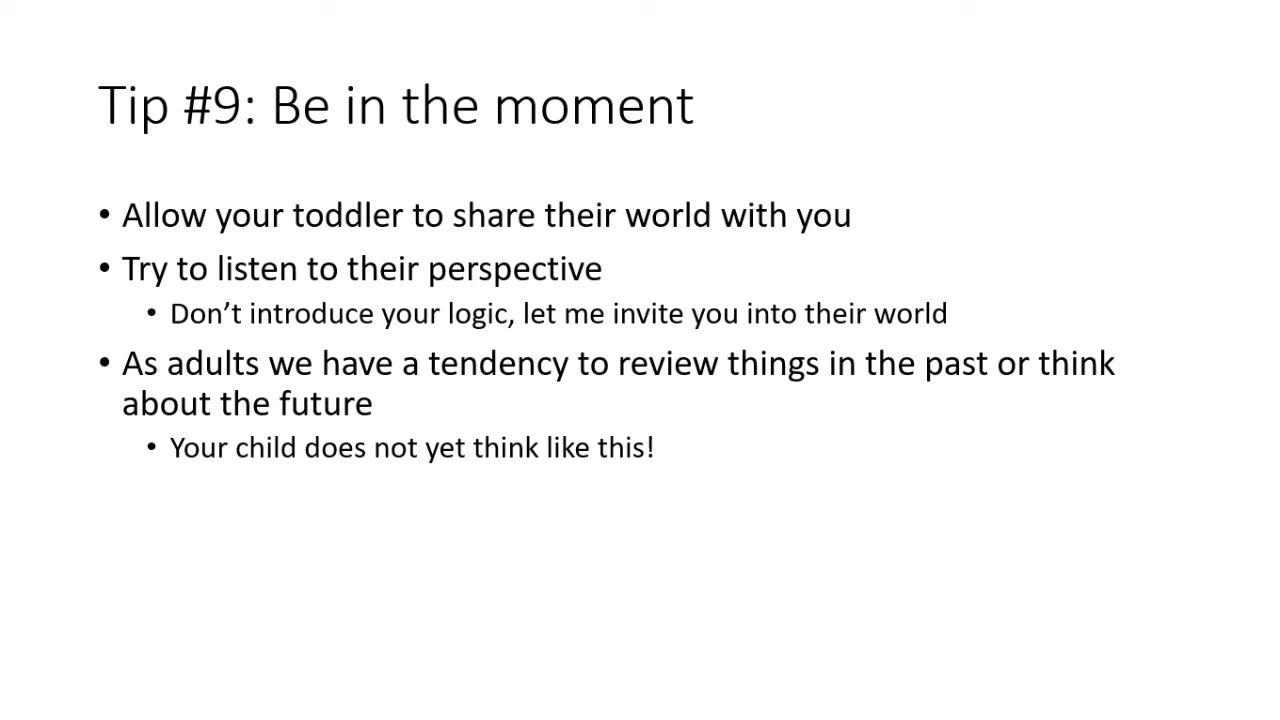 Tip #9: Be in the moment
• Allow your toddler to share their world with you
• Try to listen to their perspective
• Don’t introduce your logic, let me invite you into their world
• As adults we have a tendency to review things in the past or think
about the future
• Your child does not yet think like this!